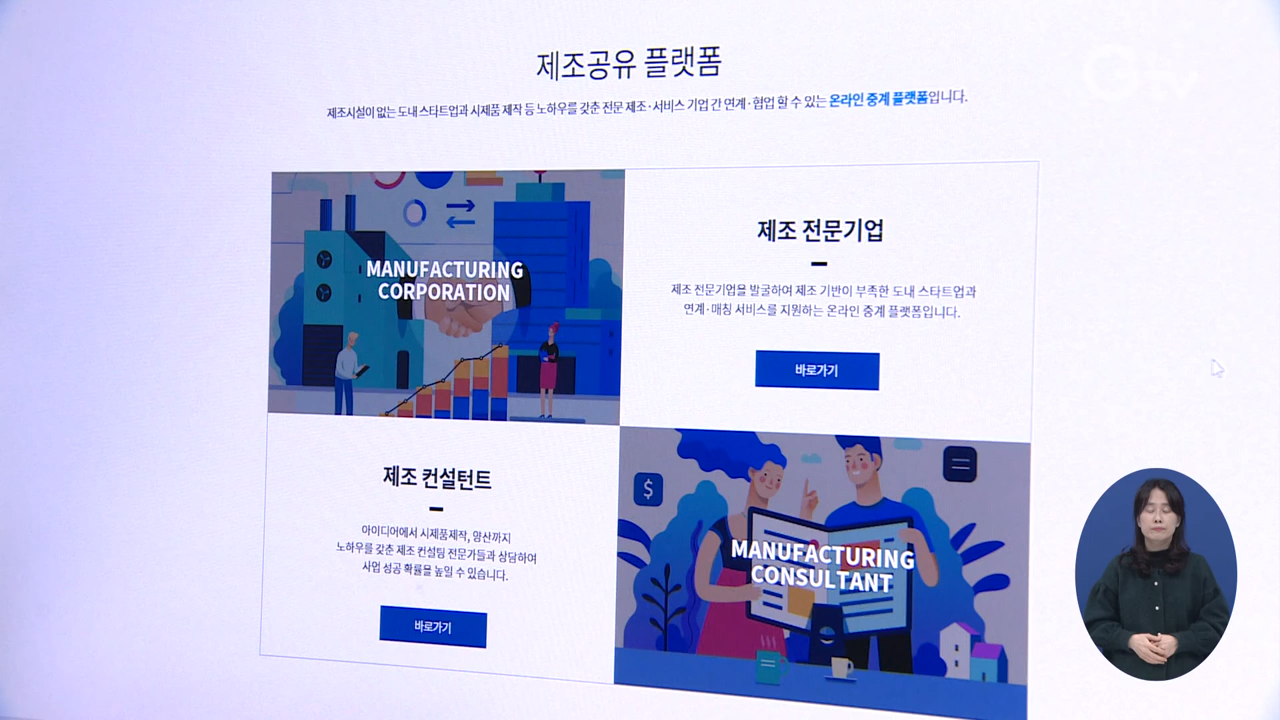 제조공유 플랫폼
제조시설이 없는 도내 스타트업과 시제품 제작 등 노하우를 갖춘 전문 제조·서비스 기업 간 연계·협업 할 수 있는 온라인 중계 플랫폼입니다.
MANUFACTURING
CORPORATION
제조 전문기업
제조 전문기업을 발굴하여 제조 기반이 부족한 도내 스타트업과
연계·매칭 서비스를 지원하는 온라인 중계 플랫폼입니다.
바로가기
제조 컨설턴트
아이디어에서 시제품제작, 양산까지
노하우를 갖춘 제조 컨설팅 전문가들과 상담하여
사업 성공 확률을 높일 수 있습니다.
바로가기
$
MANUFACTURING
CONSULTANT